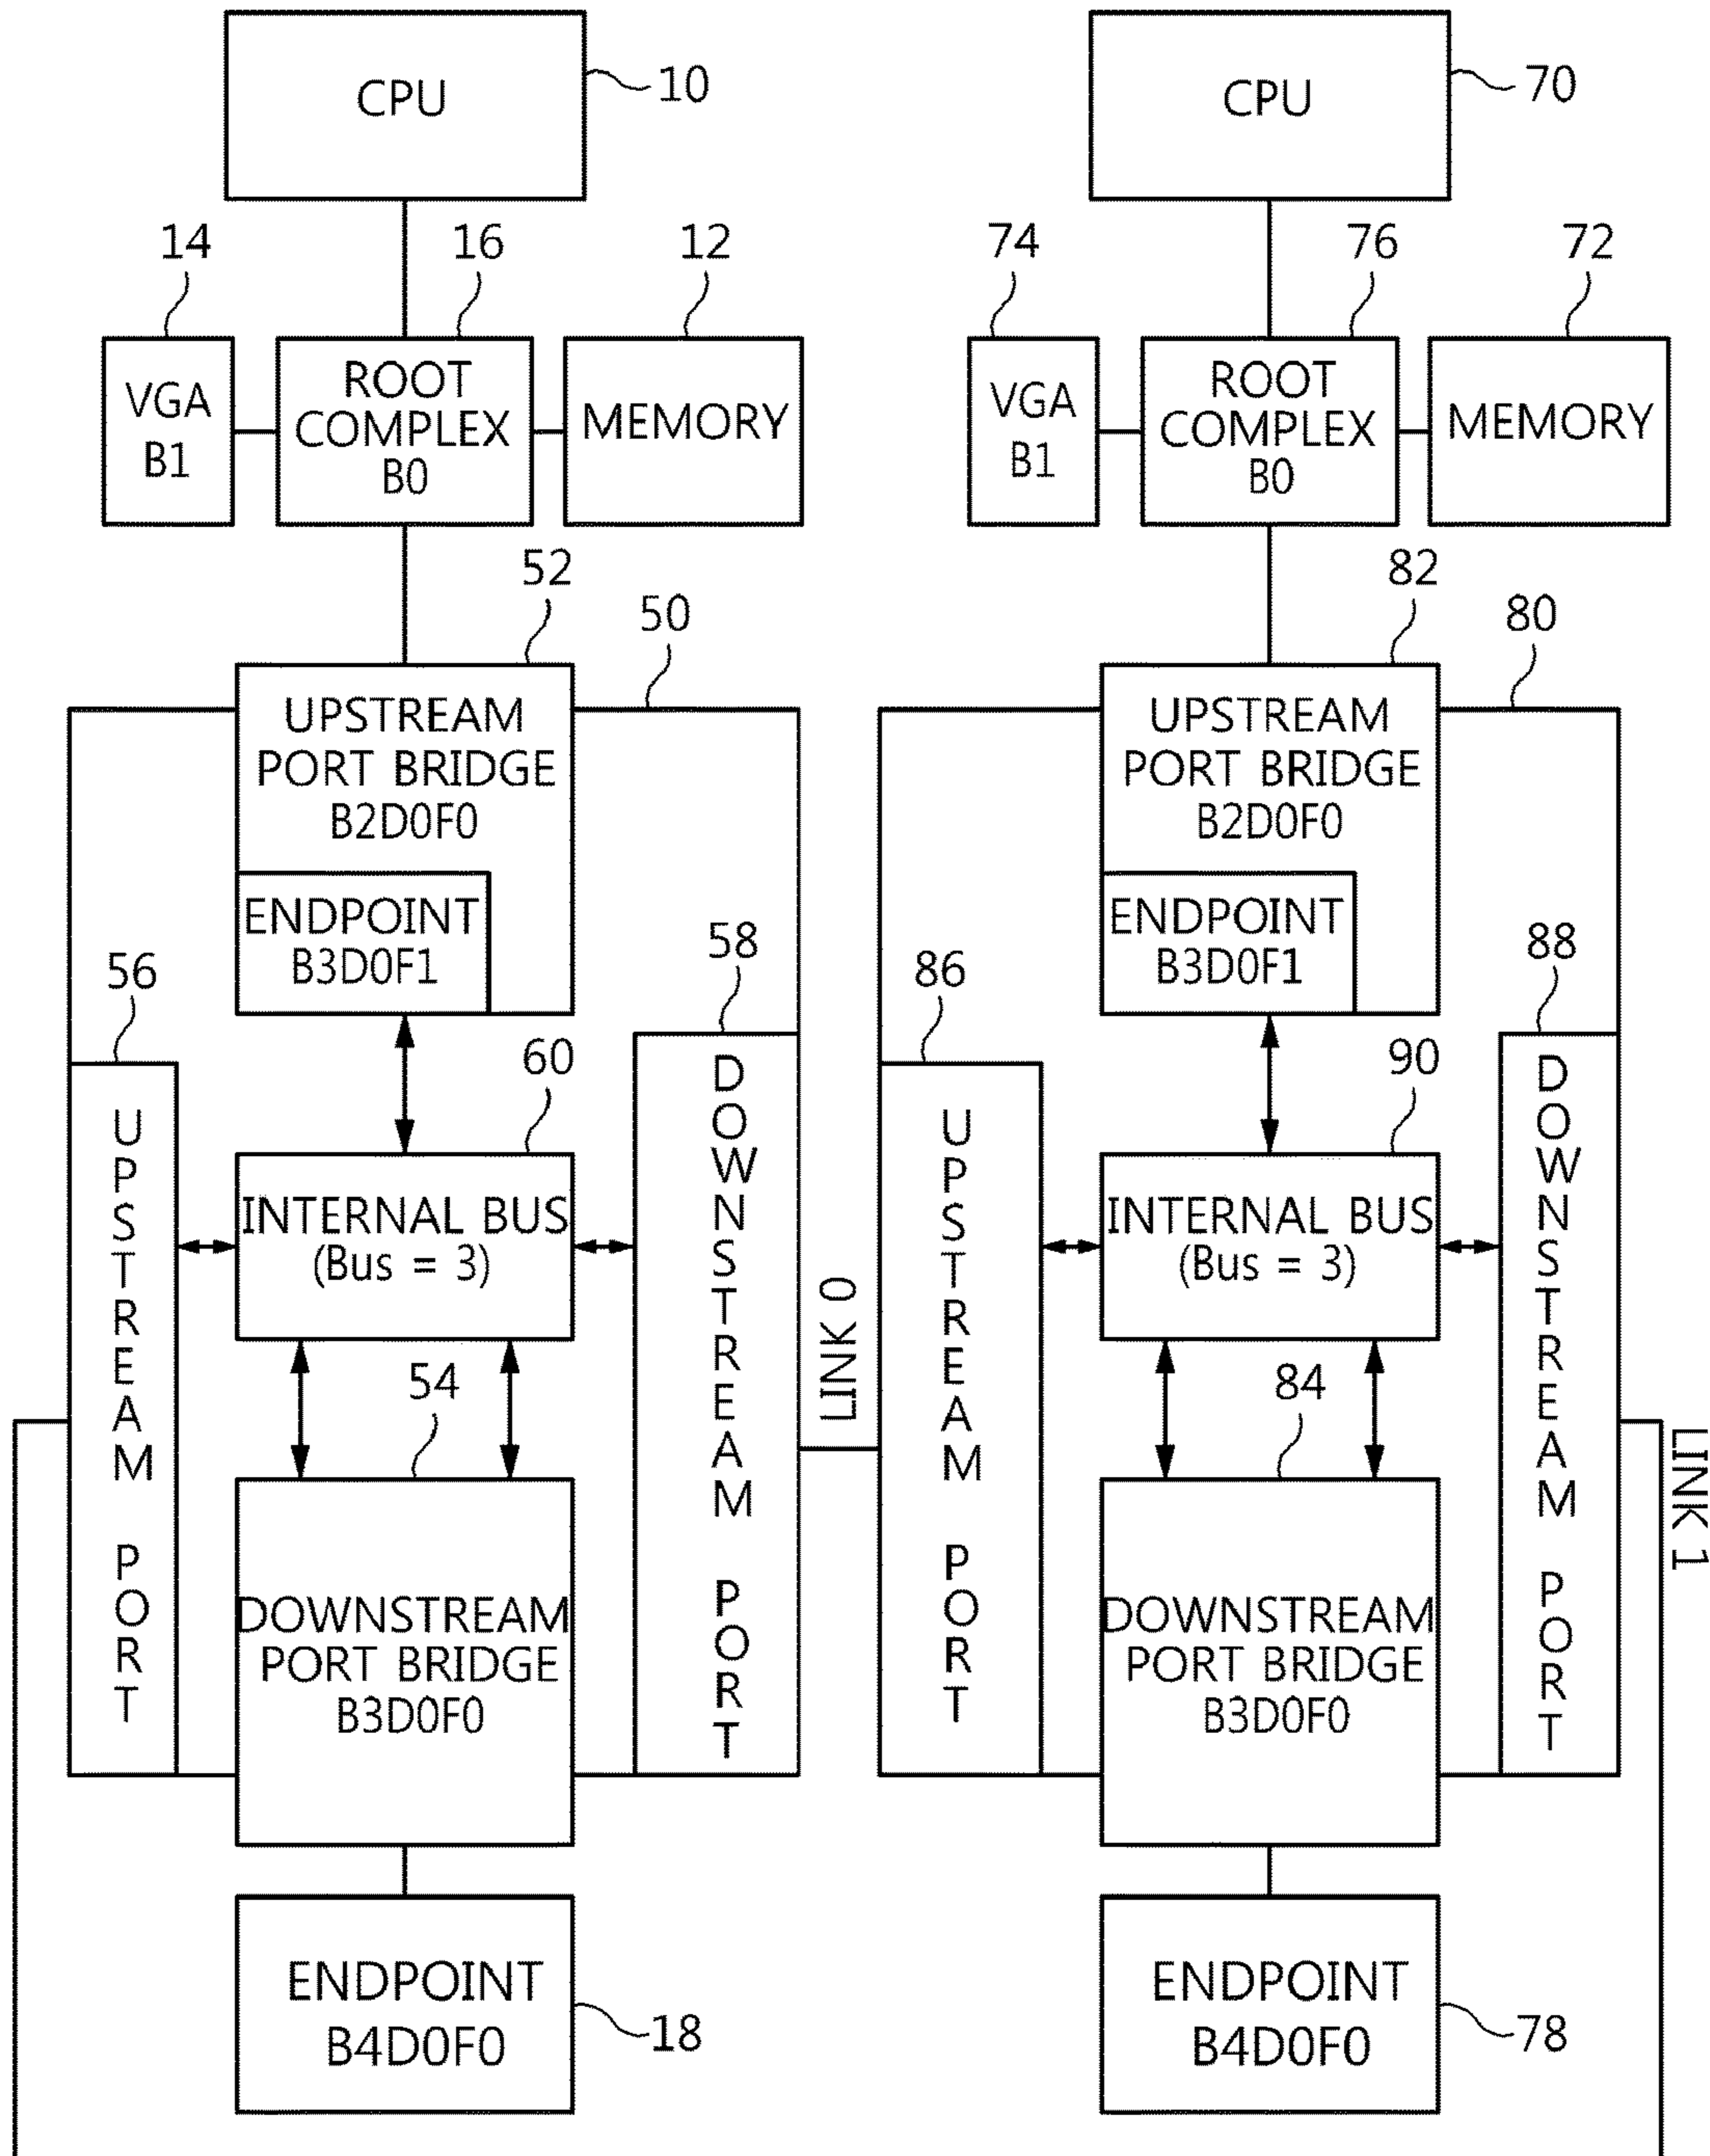 CPU
10
CPU
70
14
16
12
74
76
72
VGA
B1
ROOT
COMPLEX
B0
MEMORY
VGA
B1
ROOT
COMPLEX
B0
MEMORY
52
50
82
80
UPSTREAM
PORT BRIDGE
B2D0F0
ENDPOINT
B3D0F1
UPSTREAM
PORT BRIDGE
B2D0F0
ENDPOINT
B3D0F1
56
58
86
88
60
90
UPSTREAM PORT
INTERNAL BUS
(Bus = 3)
DOWNSTREAM PORT
LINK 0
UPSTREAM PORT
INTERNAL BUS
(Bus = 3)
DOWNSTREAM PORT
LINK 1
54
84
DOWNSTREAM
PORT BRIDGE
B3D0F0
DOWNSTREAM
PORT BRIDGE
B3D0F0
ENDPOINT
B4D0F0
18
ENDPOINT
B4D0F0
78